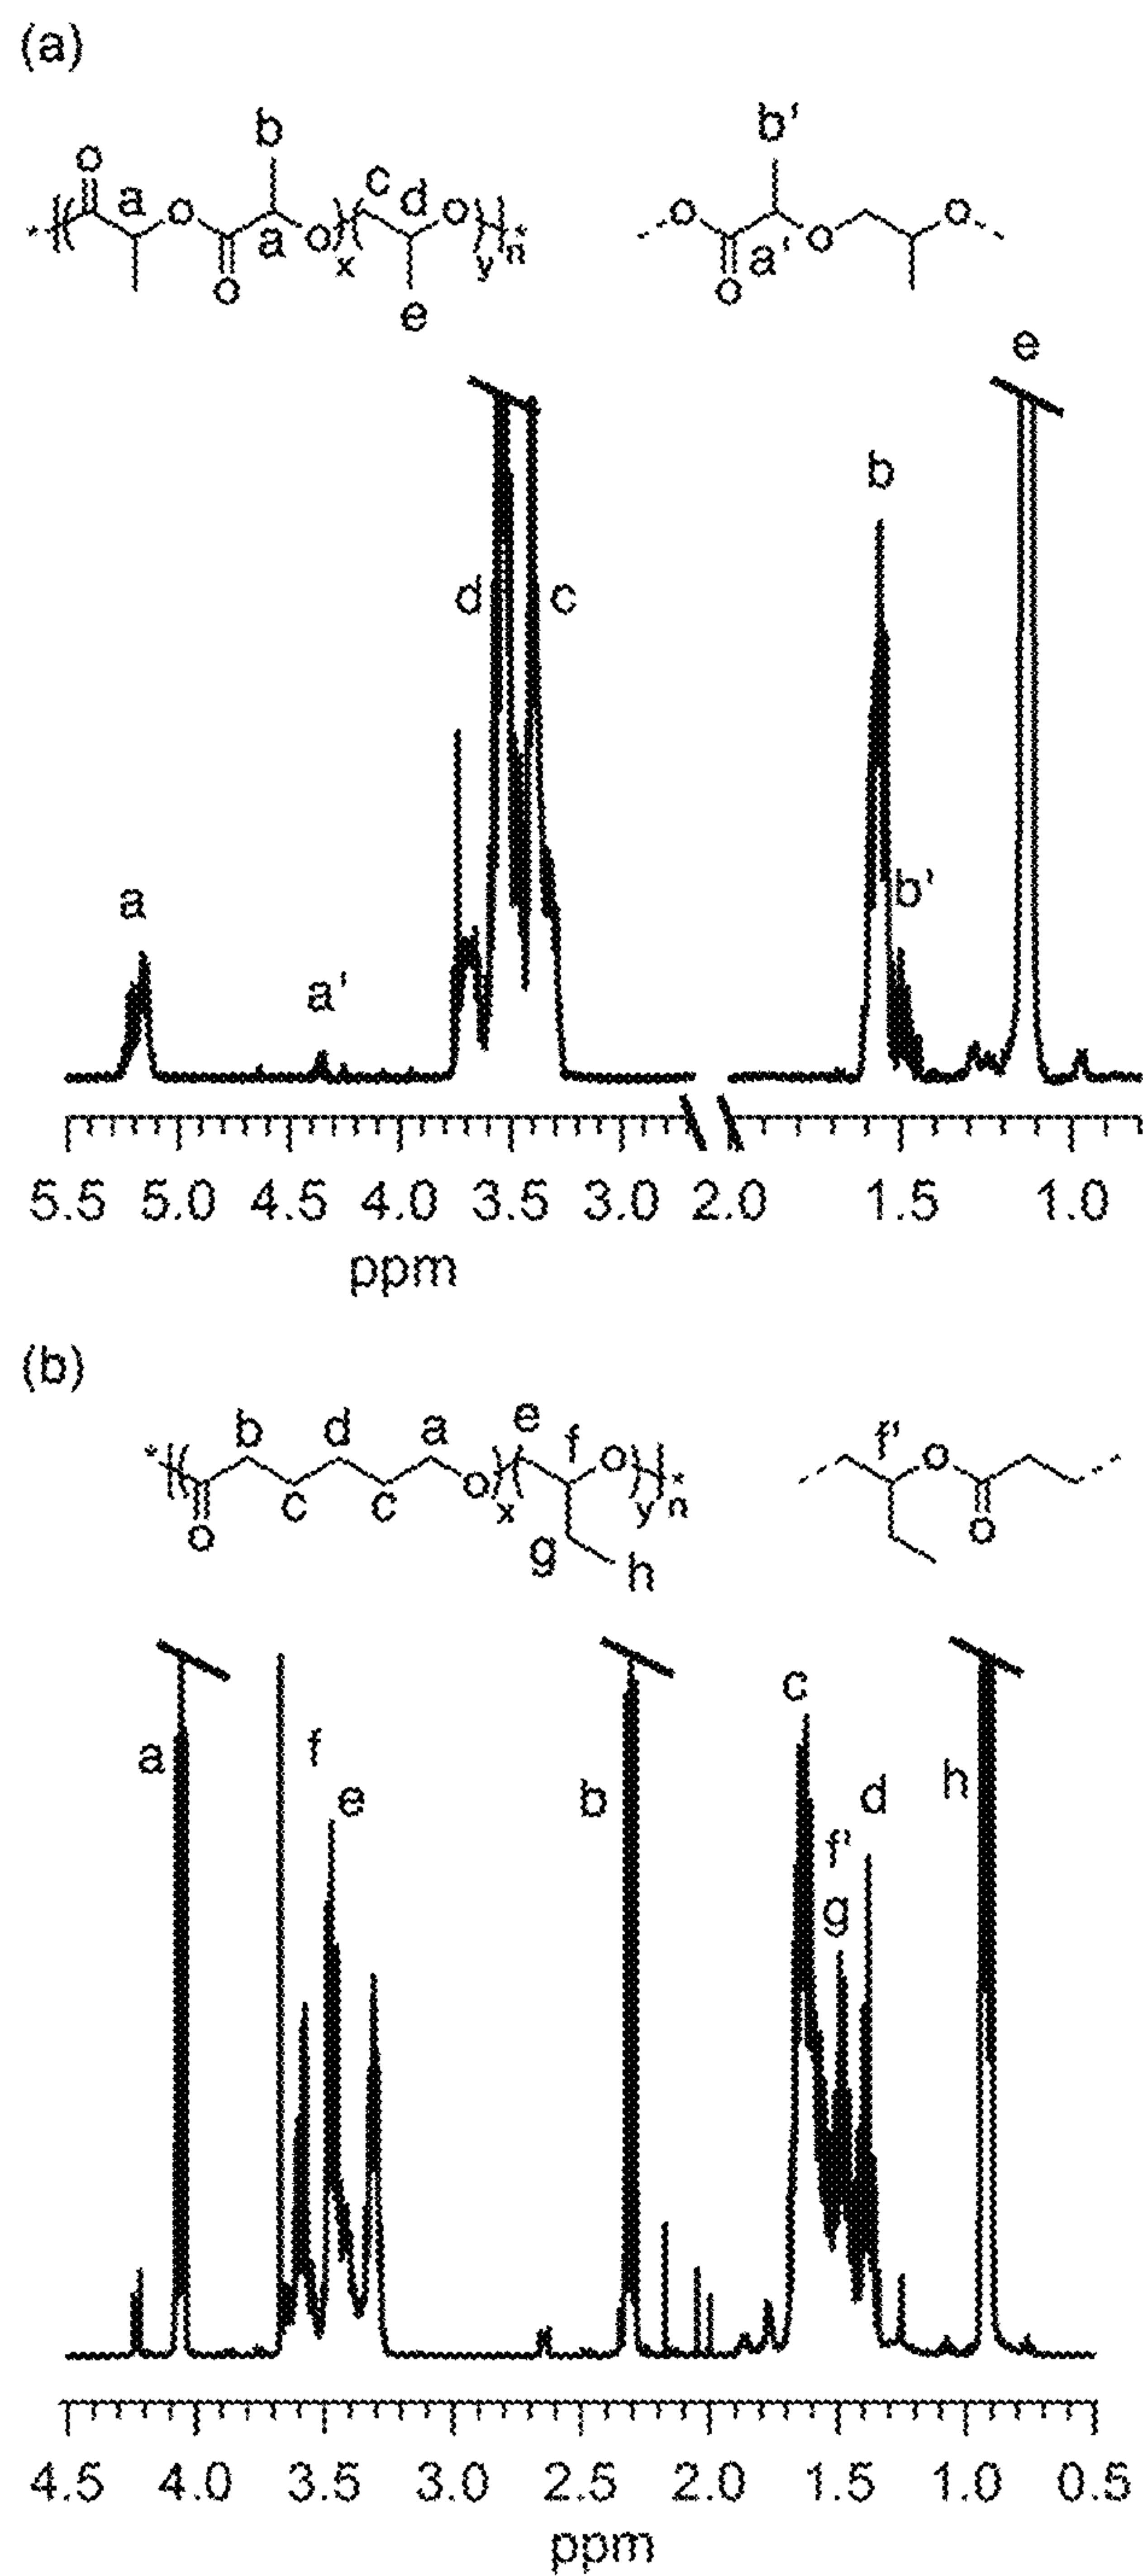 (a)
b b'
O c
a O d O O O
* (( a O )( ) ]n * O a' O
O x y O
e
e
b
d c
b'
a
a'
5.5 5.0 4.5 4.0 3.5 3.0 2.0 1.5 1.0
ppm
(b)
b d a e f O f' O
* (( c c O )( ) ]n *
O x y O
g h
c
f
a e b d h
f'
g
4.5 4.0 3.5 3.0 2.5 2.0 1.5 1.0 0.5
ppm